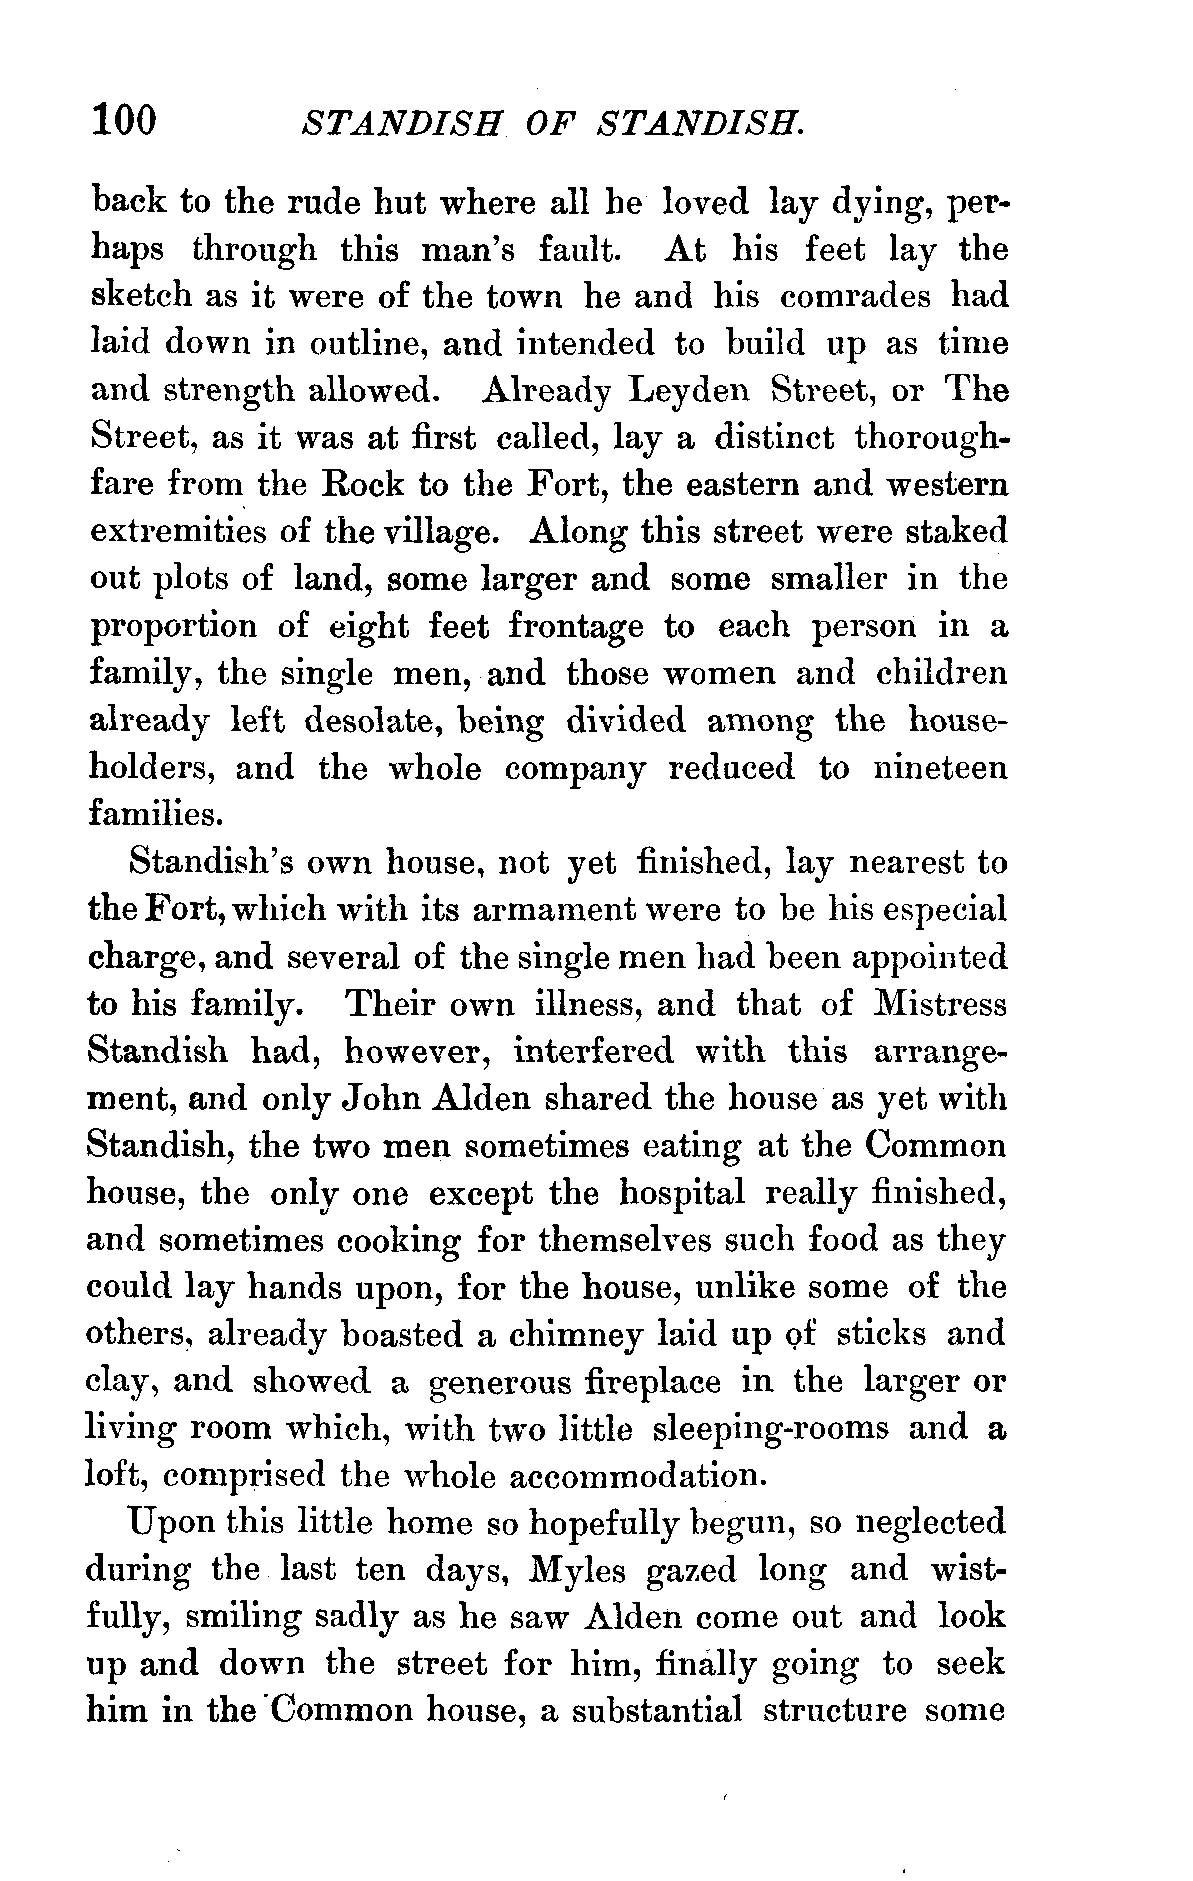 100 STANDISH OF STANDISH.
back to the rude hut where all he loved lay dying, per-
haps through this man's fault. At his feet lay the
sketch as it were of the town he and his comrades had
laid down in outline, and intended to build up as time
and strength allowed. Already Leyden Street, or The
Street, as it was at first called, lay a distinct thorough-
fare from the Rock to the Fort, the eastern and western
extremities of the village. Along this street were staked
out plots of land, some larger and some smaller in the
proportion of eight feet frontage to each person in a
family, the single men, and those women and children
already left desolate, being divided among the house-
holders, and the whole company reduced to nineteen
families.
Standish's own house, not yet finished, lay nearest to
the Fort, which with its armament were to be his especial
charge, and several of the single men had been appointed
to his family. Their own illness, and that of Mistress
Standish had, however, interfered with this arrange-
ment, and only John Alden shared the house as yet with
Standish, the two men sometimes eating at the Common
house, the only one except the hospital really finished,
and sometimes cooking for themselves such food as they
could lay hands upon, for the house, unlike some of the
others, already boasted a chimney laid up of sticks and
clay, and showed a generous fireplace in the larger or
living room which, with two little sleeping-rooms and a
loft, comprised the whole accommodation.
Upon this little home so hopefully begun, so neglected
during the last ten days, Myles gazed long and wist-
fully, smiling sadly as he saw Alden come out and look
up and down the street for him, finally going to seek
him in the Common house, a substantial structure some